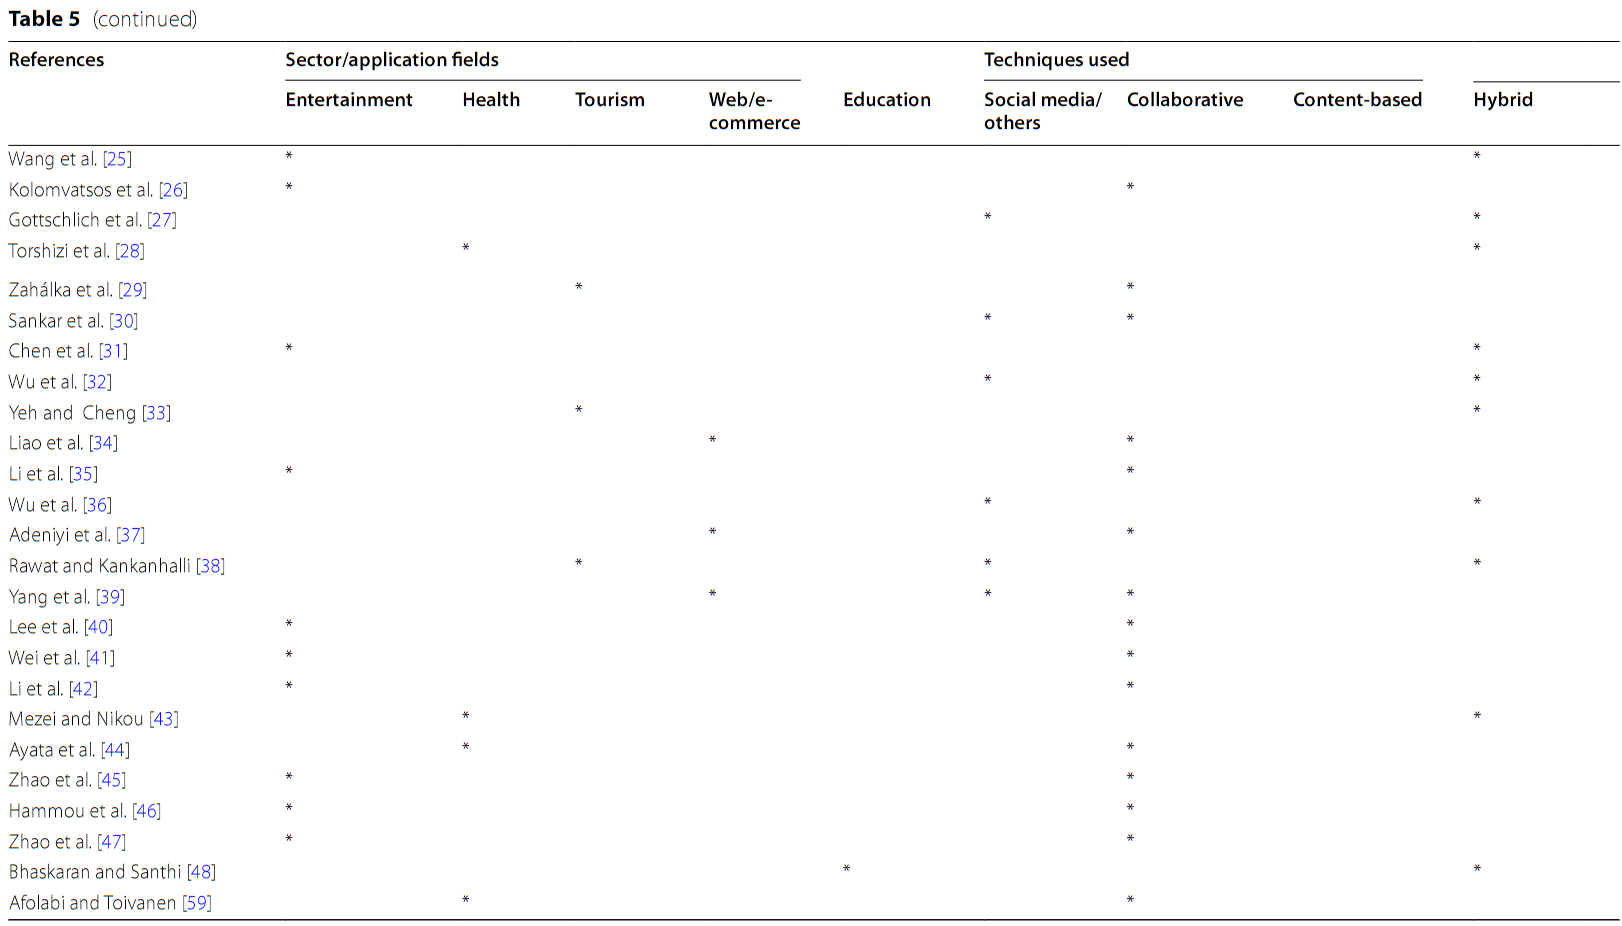 Table 5 (continued)
References Sector/application fields Techniques used
Entertainment Health Tourism Web/e- Education Social media/ Collaborative Content-based Hybrid
commerce others
Wang et al. [25] * *
Kolomvatsos et al. [26] * *
Gottschlich et al. [27] * *
Torshizi et al. [28] * *
Zahálka et al. [29] * *
Sankar et al. [30] * *
Chen et al. [31] * *
Wu et al. [32] * *
Yeh and Cheng [33] * *
Liao et al. [34] * *
Li et al. [35] * *
Wu et al. [36] * *
Adeniyi et al. [37] * *
Rawat and Kankanhalli [38] * * *
Yang et al. [39] * * *
Lee et al. [40] * *
Wei et al. [41] * *
Li et al. [42] * *
Mezei and Nikou [43] * *
Ayata et al. [44] * *
Zhao et al. [45] * *
Hammou et al. [46] * *
Zhao et al. [47] * *
Bhaskaran and Santhi [48] * *
Afolabi and Toivanen [59] * *